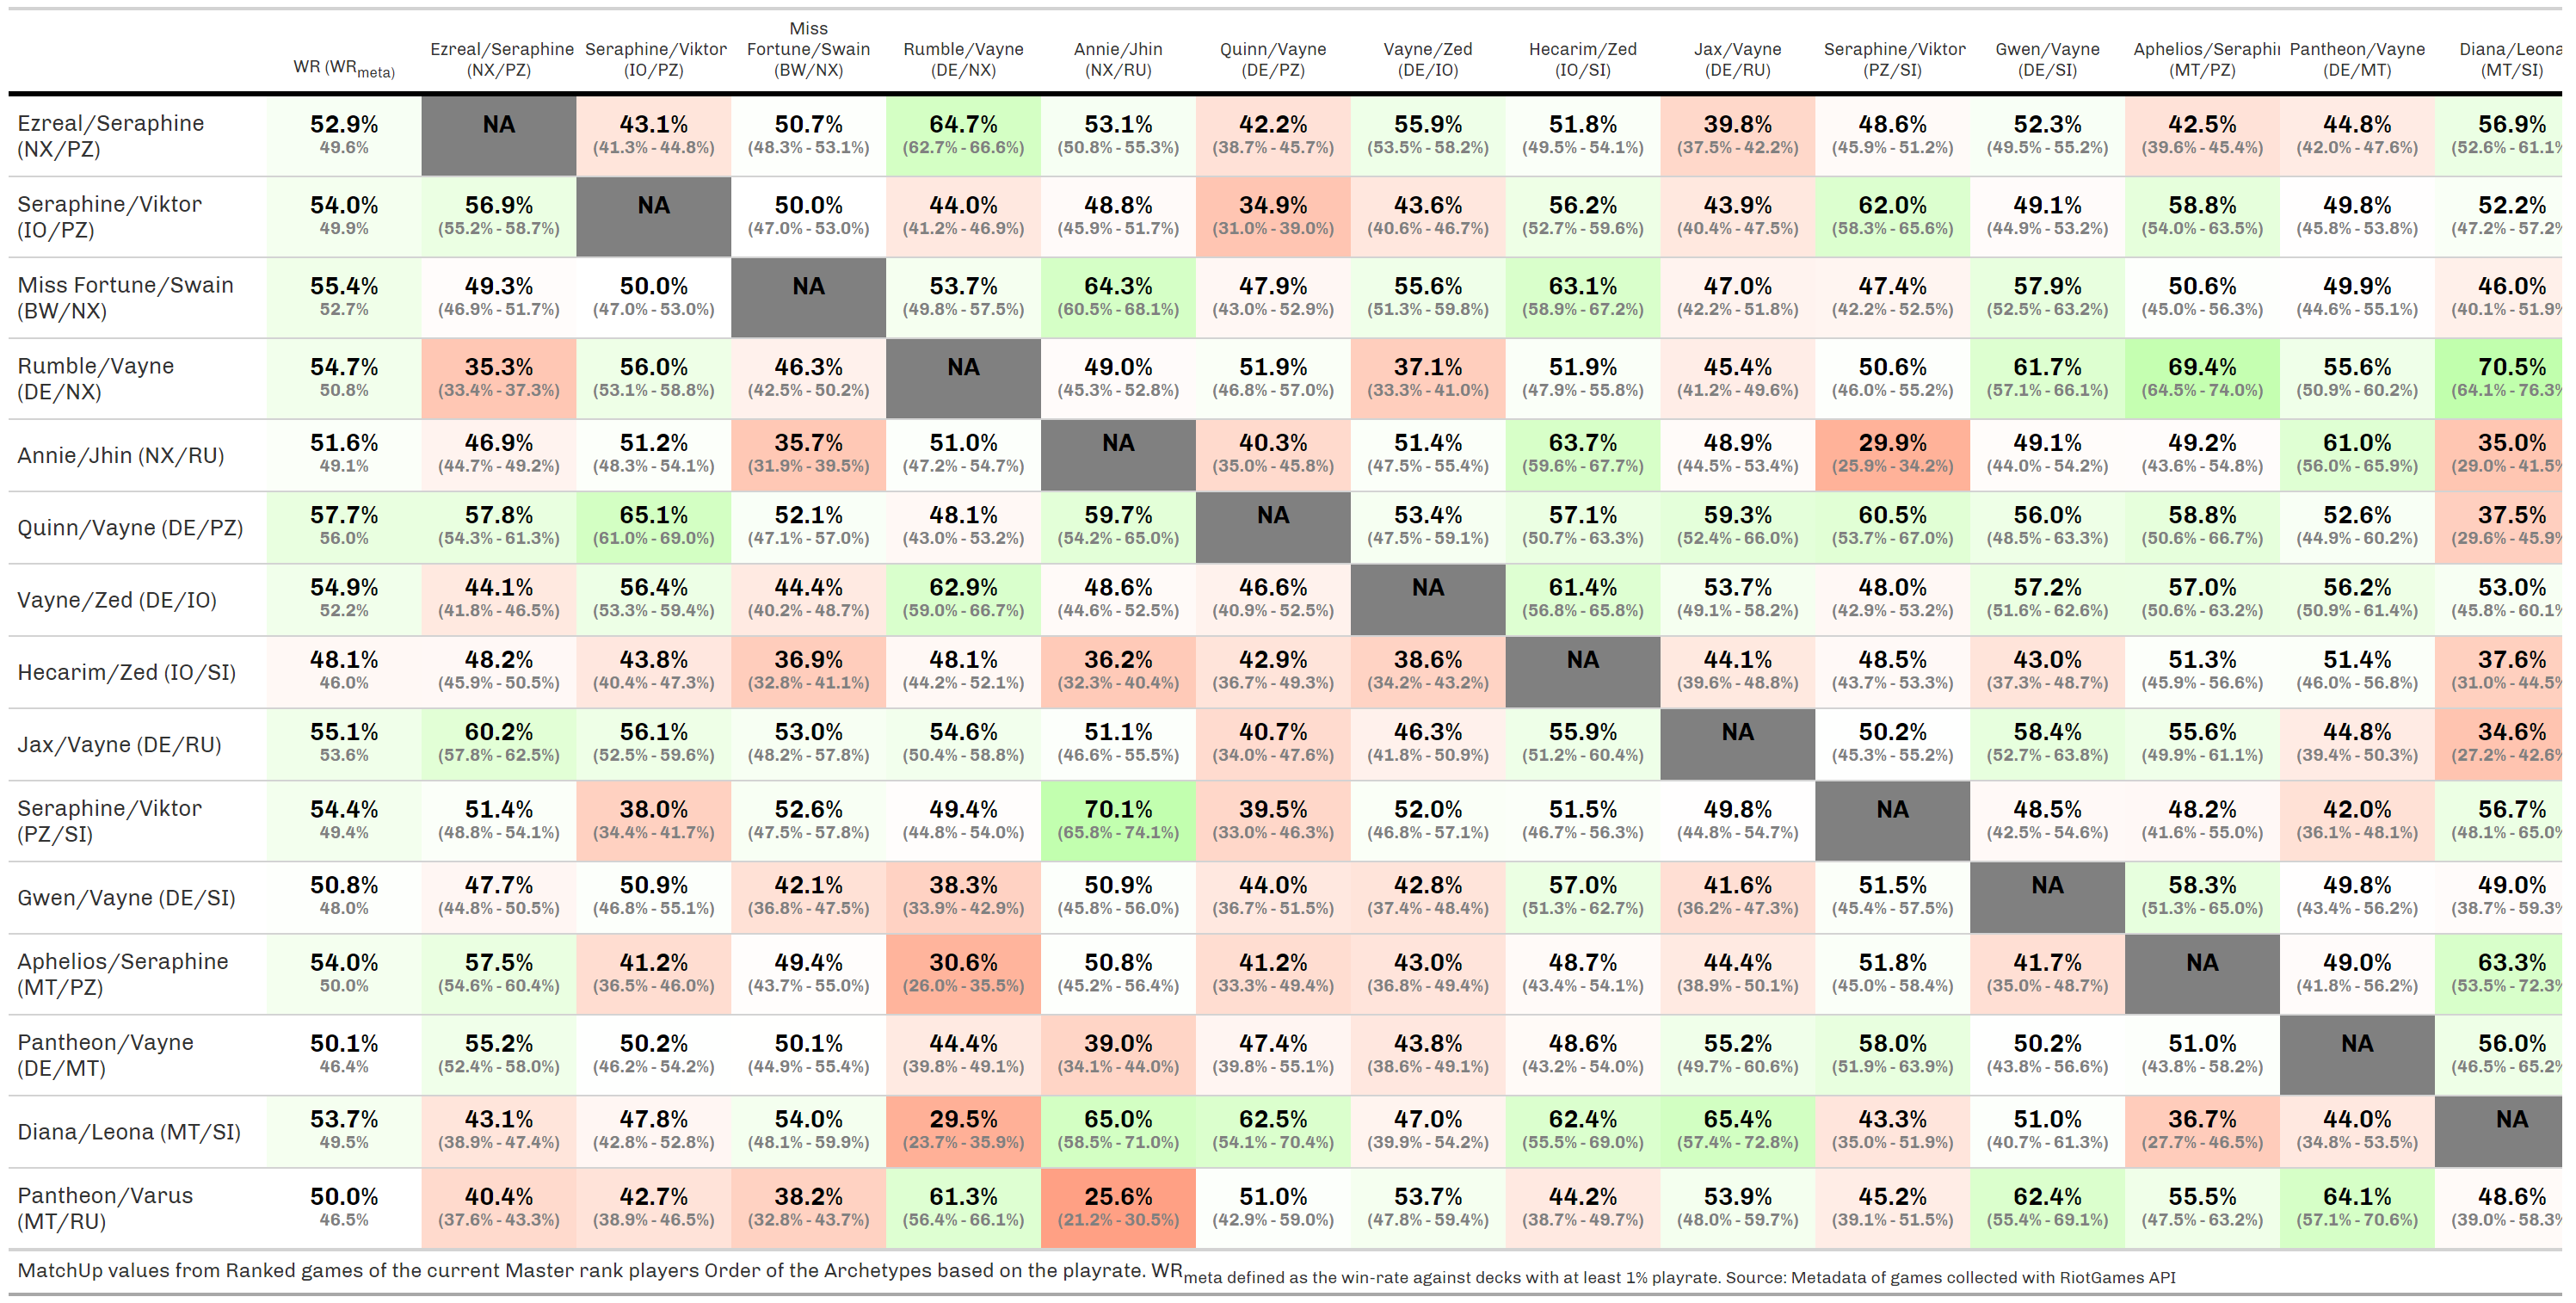 WR (WRmeta) Ezreal/Seraphine (NX/PZ) Seraphine/Viktor (IO/PZ) Miss Fortune/Swain (BW/NX) Rumble/Vayne (DE/NX) Annie/Jhin (NX/RU) Quinn/Vayne (DE/PZ) Vayne/Zed (DE/IO) Hecarim/Zed (IO/SI) Jax/Vayne (DE/RU) Seraphine/Viktor (PZ/SI) Gwen/Vayne (DE/SI) Aphelios/Seraphin (MT/PZ) Pantheon/Vayne (DE/MT) Diana/Leona (MT/SI)
Ezreal/Seraphine 52.9% NA 43.1% 50.7% 64.7% 53.1% 42.2% 55.9% 51.8% 39.8% 48.6% 52.3% 42.5% 44.8% 56.9%
(NX/PZ) 49.6% (41.3% - 44.8%) (48.3% - 53.1%) (62.7% - 66.6%) (50.8% - 55.3%) (38.7% - 45.7%) (53.5% - 58.2%) (49.5% - 54.1%) (37.5% - 42.2%) (45.9% - 51.2%) (49.5% - 55.2%) (39.6% - 45.4%) (42.0% - 47.6%) (52.6% - 61.1%
Seraphine/Viktor 54.0% 56.9% NA 50.0% 44.0% 48.8% 34.9% 43.6% 56.2% 43.9% 62.0% 49.1% 58.8% 49.8% 52.2%
(IO/PZ) 49.9% (55.2% - 58.7%) (47.0% - 53.0%) (41.2% - 46.9%) (45.9% - 51.7%) (31.0% - 39.0%) (40.6% - 46.7%) (52.7% - 59.6%) (40.4% - 47.5%) (58.3% - 65.6%) (44.9% - 53.2%) (54.0% - 63.5%) (45.8% - 53.8%) (47.2% - 57.2%
Miss Fortune/Swain 55.4% 49.3% 50.0% NA 53.7% 64.3% 47.9% 55.6% 63.1% 47.0% 47.4% 57.9% 50.6% 49.9% 46.0%
(BW/NX) 52.7% (46.9% - 51.7%) (47.0% - 53.0%) (49.8% - 57.5%) (60.5% - 68.1%) (43.0% - 52.9%) (51.3% - 59.8%) (58.9% - 67.2%) (42.2% - 51.8%) (42.2% - 52.5%) (52.5% - 63.2%) (45.0% - 56.3%) (44.6% - 55.1%) (40.1% - 51.9%
Rumble/Vayne 54.7% 35.3% 56.0% 46.3% NA 49.0% 51.9% 37.1% 51.9% 45.4% 50.6% 61.7% 69.4% 55.6% 70.5%
(DE/NX) 50.8% (33.4% - 37.3%) (53.1% - 58.8%) (42.5% - 50.2%) (45.3% - 52.8%) (46.8% - 57.0%) (33.3% - 41.0%) (47.9% - 55.8%) (41.2% - 49.6%) (46.0% - 55.2%) (57.1% - 66.1%) (64.5% - 74.0%) (50.9% - 60.2%) (64.1% - 76.3%
Annie/Jhin (NX/RU) 51.6% 46.9% 51.2% 35.7% 51.0% NA 40.3% 51.4% 63.7% 48.9% 29.9% 49.1% 49.2% 61.0% 35.0%
49.1% (44.7% - 49.2%) (48.3% - 54.1%) (31.9% - 39.5%) (47.2% - 54.7%) (35.0% - 45.8%) (47.5% - 55.4%) (59.6% - 67.7%) (44.5% - 53.4%) (25.9% - 34.2%) (44.0% - 54.2%) (43.6% - 54.8%) (56.0% - 65.9%) (29.0% - 41.5%
Quinn/Vayne (DE/PZ) 57.7% 57.8% 65.1% 52.1% 48.1% 59.7% NA 53.4% 57.1% 59.3% 60.5% 56.0% 58.8% 52.6% 37.5%
56.0% (54.3% - 61.3%) (61.0% - 69.0%) (47.1% - 57.0%) (43.0% - 53.2%) (54.2% - 65.0%) (47.5% - 59.1%) (50.7% - 63.3%) (52.4% - 66.0%) (53.7% - 67.0%) (48.5% - 63.3%) (50.6% - 66.7%) (44.9% - 60.2%) (29.6% - 45.9%
Vayne/Zed (DE/IO) 54.9% 44.1% 56.4% 44.4% 62.9% 48.6% 46.6% NA 61.4% 53.7% 48.0% 57.2% 57.0% 56.2% 53.0%
52.2% (41.8% - 46.5%) (53.3% - 59.4%) (40.2% - 48.7%) (59.0% - 66.7%) (44.6% - 52.5%) (40.9% - 52.5%) (56.8% - 65.8%) (49.1% - 58.2%) (42.9% - 53.2%) (51.6% - 62.6%) (50.6% - 63.2%) (50.9% - 61.4%) (45.8% - 60.1%
Hecarim/Zed (IO/SI) 48.1% 48.2% 43.8% 36.9% 48.1% 36.2% 42.9% 38.6% NA 44.1% 48.5% 43.0% 51.3% 51.4% 37.6%
46.0% (45.9% - 50.5%) (40.4% - 47.3%) (32.8% - 41.1%) (44.2% - 52.1%) (32.3% - 40.4%) (36.7% - 49.3%) (34.2% - 43.2%) (39.6% - 48.8%) (43.7% - 53.3%) (37.3% - 48.7%) (45.9% - 56.6%) (46.0% - 56.8%) (31.0% - 44.5%
Jax/Vayne (DE/RU) 55.1% 60.2% 56.1% 53.0% 54.6% 51.1% 40.7% 46.3% 55.9% NA 50.2% 58.4% 55.6% 44.8% 34.6%
53.6% (57.8% - 62.5%) (52.5% - 59.6%) (48.2% - 57.8%) (50.4% - 58.8%) (46.6% - 55.5%) (34.0% - 47.6%) (41.8% - 50.9%) (51.2% - 60.4%) (45.3% - 55.2%) (52.7% - 63.8%) (49.9% - 61.1%) (39.4% - 50.3%) (27.2% - 42.6%
Seraphine/Viktor 54.4% 51.4% 38.0% 52.6% 49.4% 70.1% 39.5% 52.0% 51.5% 49.8% NA 48.5% 48.2% 42.0% 56.7%
(PZ/SI) 49.4% (48.8% - 54.1%) (34.4% - 41.7%) (47.5% - 57.8%) (44.8% - 54.0%) (65.8% - 74.1%) (33.0% - 46.3%) (46.8% - 57.1%) (46.7% - 56.3%) (44.8% - 54.7%) (42.5% - 54.6%) (41.6% - 55.0%) (36.1% - 48.1%) (48.1% - 65.0%
Gwen/Vayne (DE/SI) 50.8% 47.7% 50.9% 42.1% 38.3% 50.9% 44.0% 42.8% 57.0% 41.6% 51.5% NA 58.3% 49.8% 49.0%
48.0% (44.8% - 50.5%) (46.8% - 55.1%) (36.8% - 47.5%) (33.9% - 42.9%) (45.8% - 56.0%) (36.7% - 51.5%) (37.4% - 48.4%) (51.3% - 62.7%) (36.2% - 47.3%) (45.4% - 57.5%) (51.3% - 65.0%) (43.4% - 56.2%) (38.7% - 59.3%
Aphelios/Seraphine 54.0% 57.5% 41.2% 49.4% 30.6% 50.8% 41.2% 43.0% 48.7% 44.4% 51.8% 41.7% NA 49.0% 63.3%
(MT/PZ) 50.0% (54.6% - 60.4%) (36.5% - 46.0%) (43.7% - 55.0%) (26.0% - 35.5%) (45.2% - 56.4%) (33.3% - 49.4%) (36.8% - 49.4%) (43.4% - 54.1%) (38.9% - 50.1%) (45.0% - 58.4%) (35.0% - 48.7%) (41.8% - 56.2%) (53.5% - 72.3%
Pantheon/Vayne 50.1% 55.2% 50.2% 50.1% 44.4% 39.0% 47.4% 43.8% 48.6% 55.2% 58.0% 50.2% 51.0% NA 56.0%
(DE/MT) 46.4% (52.4% - 58.0%) (46.2% - 54.2%) (44.9% - 55.4%) (39.8% - 49.1%) (34.1% - 44.0%) (39.8% - 55.1%) (38.6% - 49.1%) (43.2% - 54.0%) (49.7% - 60.6%) (51.9% - 63.9%) (43.8% - 56.6%) (43.8% - 58.2%) (46.5% - 65.2%
Diana/Leona (MT/SI) 53.7% 43.1% 47.8% 54.0% 29.5% 65.0% 62.5% 47.0% 62.4% 65.4% 43.3% 51.0% 36.7% 44.0% NA
49.5% (38.9% - 47.4%) (42.8% - 52.8%) (48.1% - 59.9%) (23.7% - 35.9%) (58.5% - 71.0%) (54.1% - 70.4%) (39.9% - 54.2%) (55.5% - 69.0%) (57.4% - 72.8%) (35.0% - 51.9%) (40.7% - 61.3%) (27.7% - 46.5%) (34.8% - 53.5%)
Pantheon/Varus 50.0% 40.4% 42.7% 38.2% 61.3% 25.6% 51.0% 53.7% 44.2% 53.9% 45.2% 62.4% 55.5% 64.1% 48.6%
(MT/RU) 46.5% (37.6% - 43.3%) (38.9% - 46.5%) (32.8% - 43.7%) (56.4% - 66.1%) (21.2% - 30.5%) (42.9% - 59.0%) (47.8% - 59.4%) (38.7% - 49.7%) (48.0% - 59.7%) (39.1% - 51.5%) (55.4% - 69.1%) (47.5% - 63.2%) (57.1% - 70.6%) (39.0% - 58.3%
MatchUp values from Ranked games of the current Master rank players Order of the Archetypes based on the playrate. WRmeta defined as the win-rate against decks with at least 1% playrate. Source: Metadata of games collected with RiotGames API